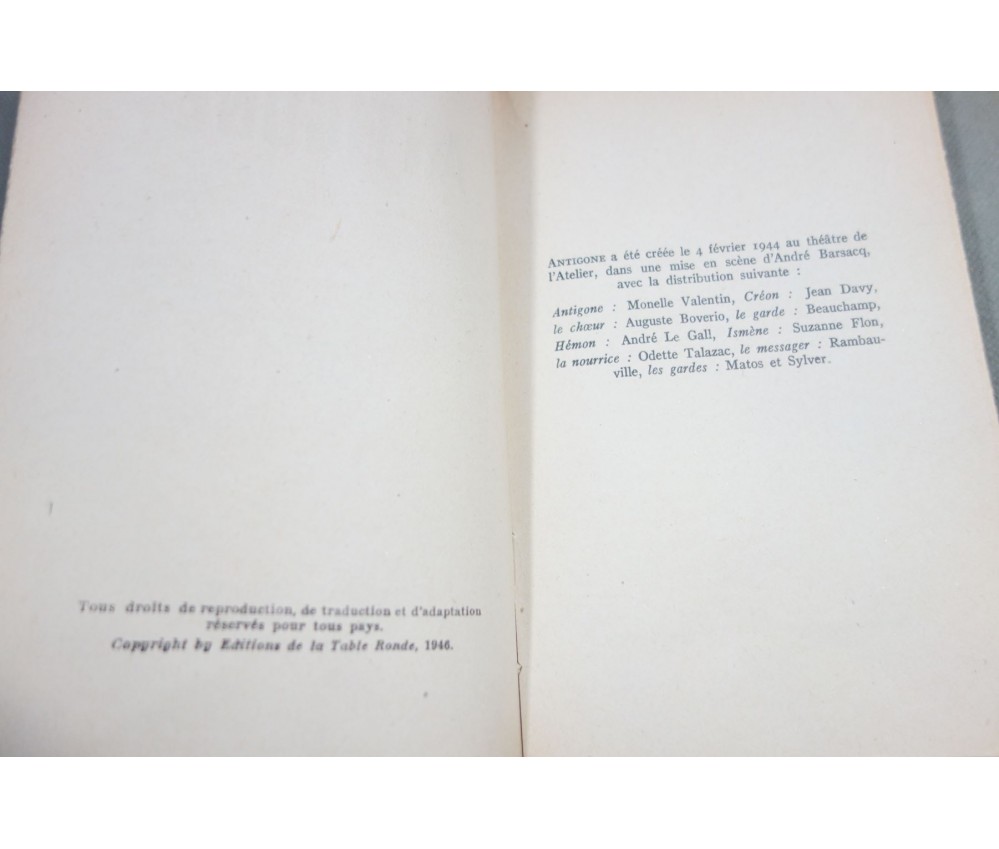 Tous droits de reproduction, de traduction et d'adaptation
réservés pour tous pays.
Copyright by Editions de la Table Ronde, 1946.
ANTIGONE a été créée le 4 février 1944 au théâtre de
l'Atelier, dans une mise en scène d'André Barsacq,
avec la distribution suivante :
Antigone : Monelle Valentin, Créon : Jean Davy,
le chœur : Auguste Boverio, le garde : Beauchamp,
Hémon : André Le Gall, Ismène : Suzanne Flon,
la nourrice : Odette Talazac, le messager : Rambau-
ville, les gardes : Matos et Sylver.